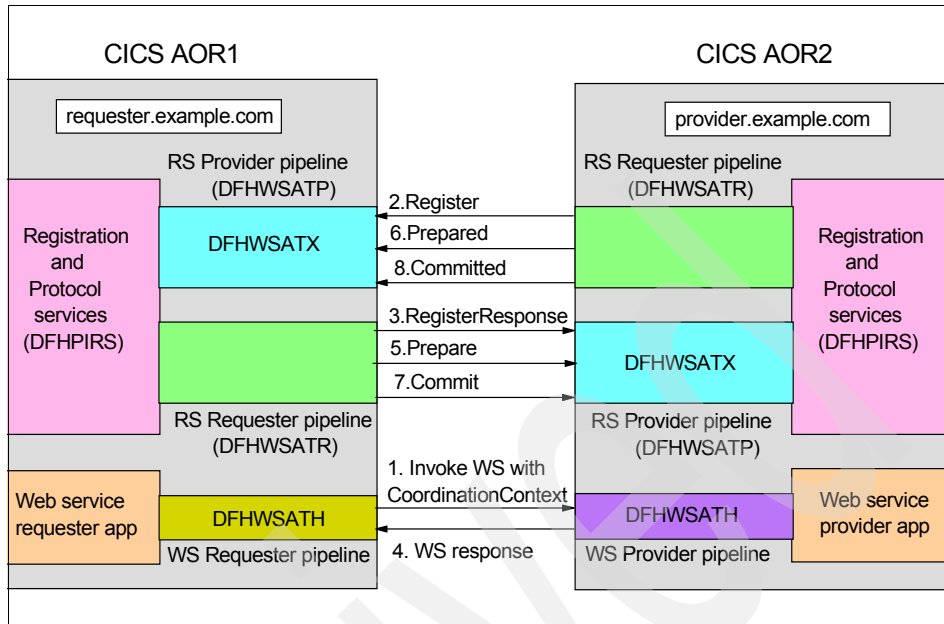 CICS AOR1
CICS AOR2
requester.example.com
provider.example.com
RS Provider pipeline
(DFHWSATP)
RS Requester pipeline
(DFHWSATR)
Registration
and
Protocol
services
(DFHPIRS)
DFHWSATX
2.Register
6.Prepared
8.Committed
Registration
and
Protocol
services
(DFHPIRS)
3.RegisterResponse
5.Prepare
7.Commit
DFHWSATX
RS Requester pipeline
(DFHWSATR)
RS Provider pipeline
(DFHWSATP)
1. Invoke WS with
CoordinationContext
Web service
requester app
DFHWSATH
DFHWSATH
Web service
provider app
WS Requester pipeline
4. WS response
WS Provider pipeline